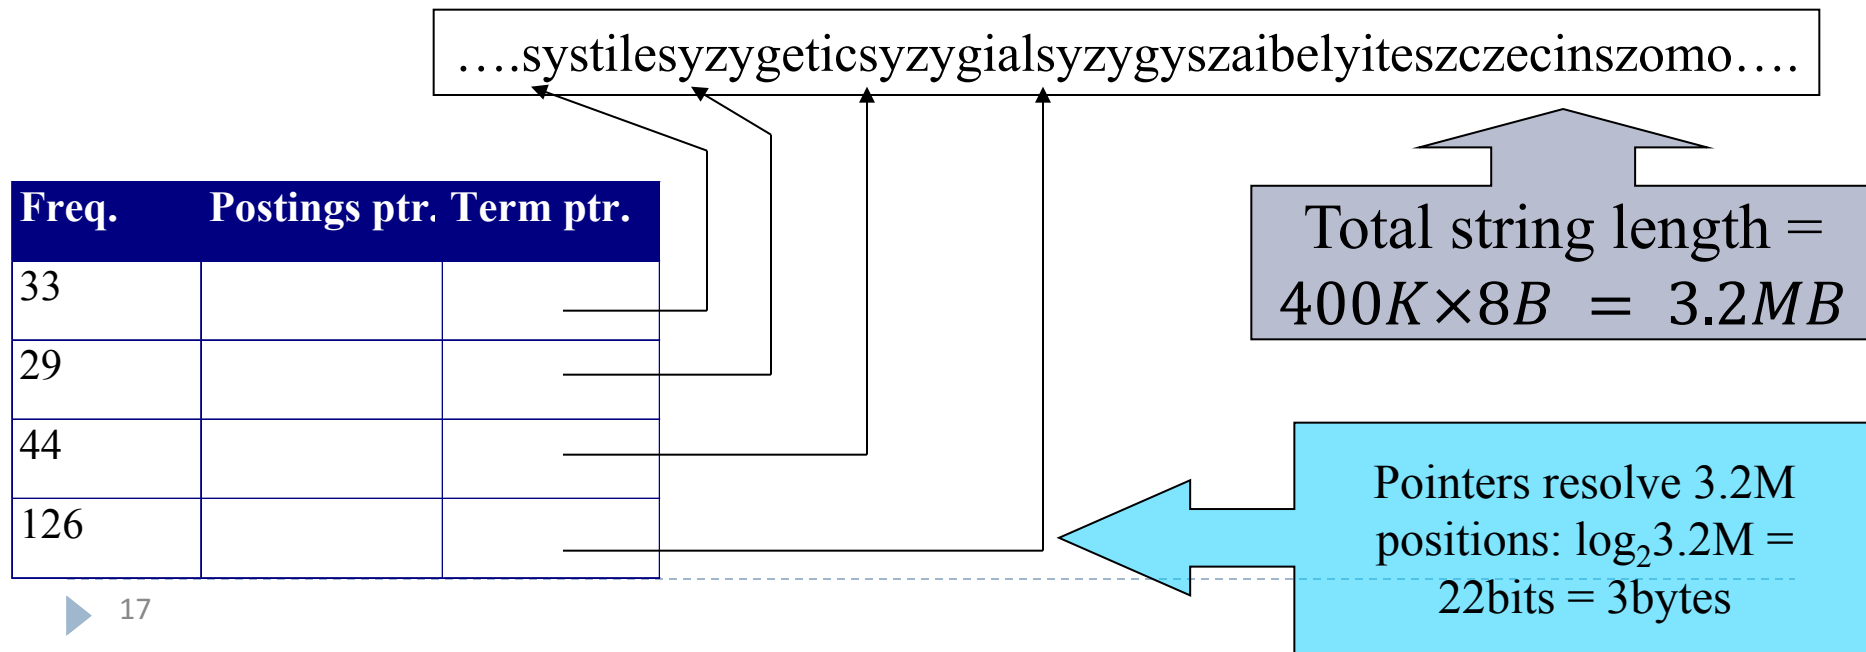 ….systilesyzygeticsyzygialsyzygyszaibelyiteszczecinszomo….
Freq. Postings ptr. Term ptr.
33
29
44
126
Total string length =
400K×8B = 3.2MB
Pointers resolve 3.2M
positions: log₂3.2M =
22bits = 3bytes
17